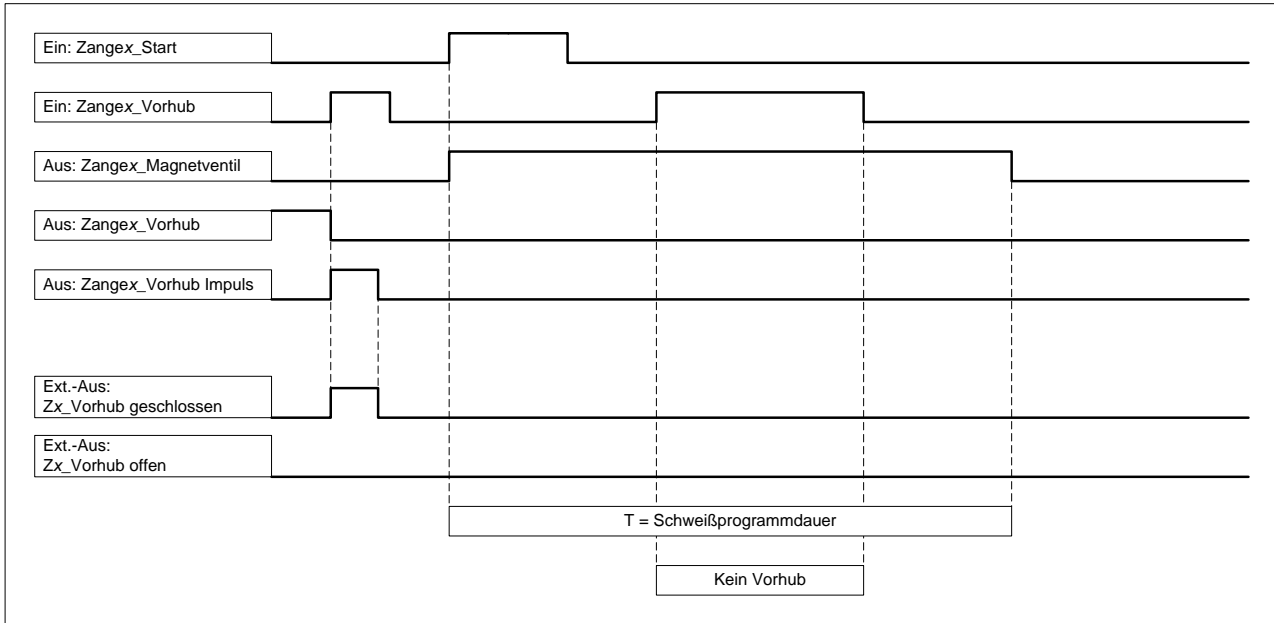 Ein: Zangex_Start
Ein: Zangex_Vorhub
Aus: Zangex_Magnetventil
Aus: Zangex_Vorhub
Aus: Zangex_Vorhub Impuls
Ext.-Aus:
Zx_Vorhub geschlossen
Ext.-Aus:
Zx_Vorhub offen
T = Schweißprogrammdauer
Kein Vorhub